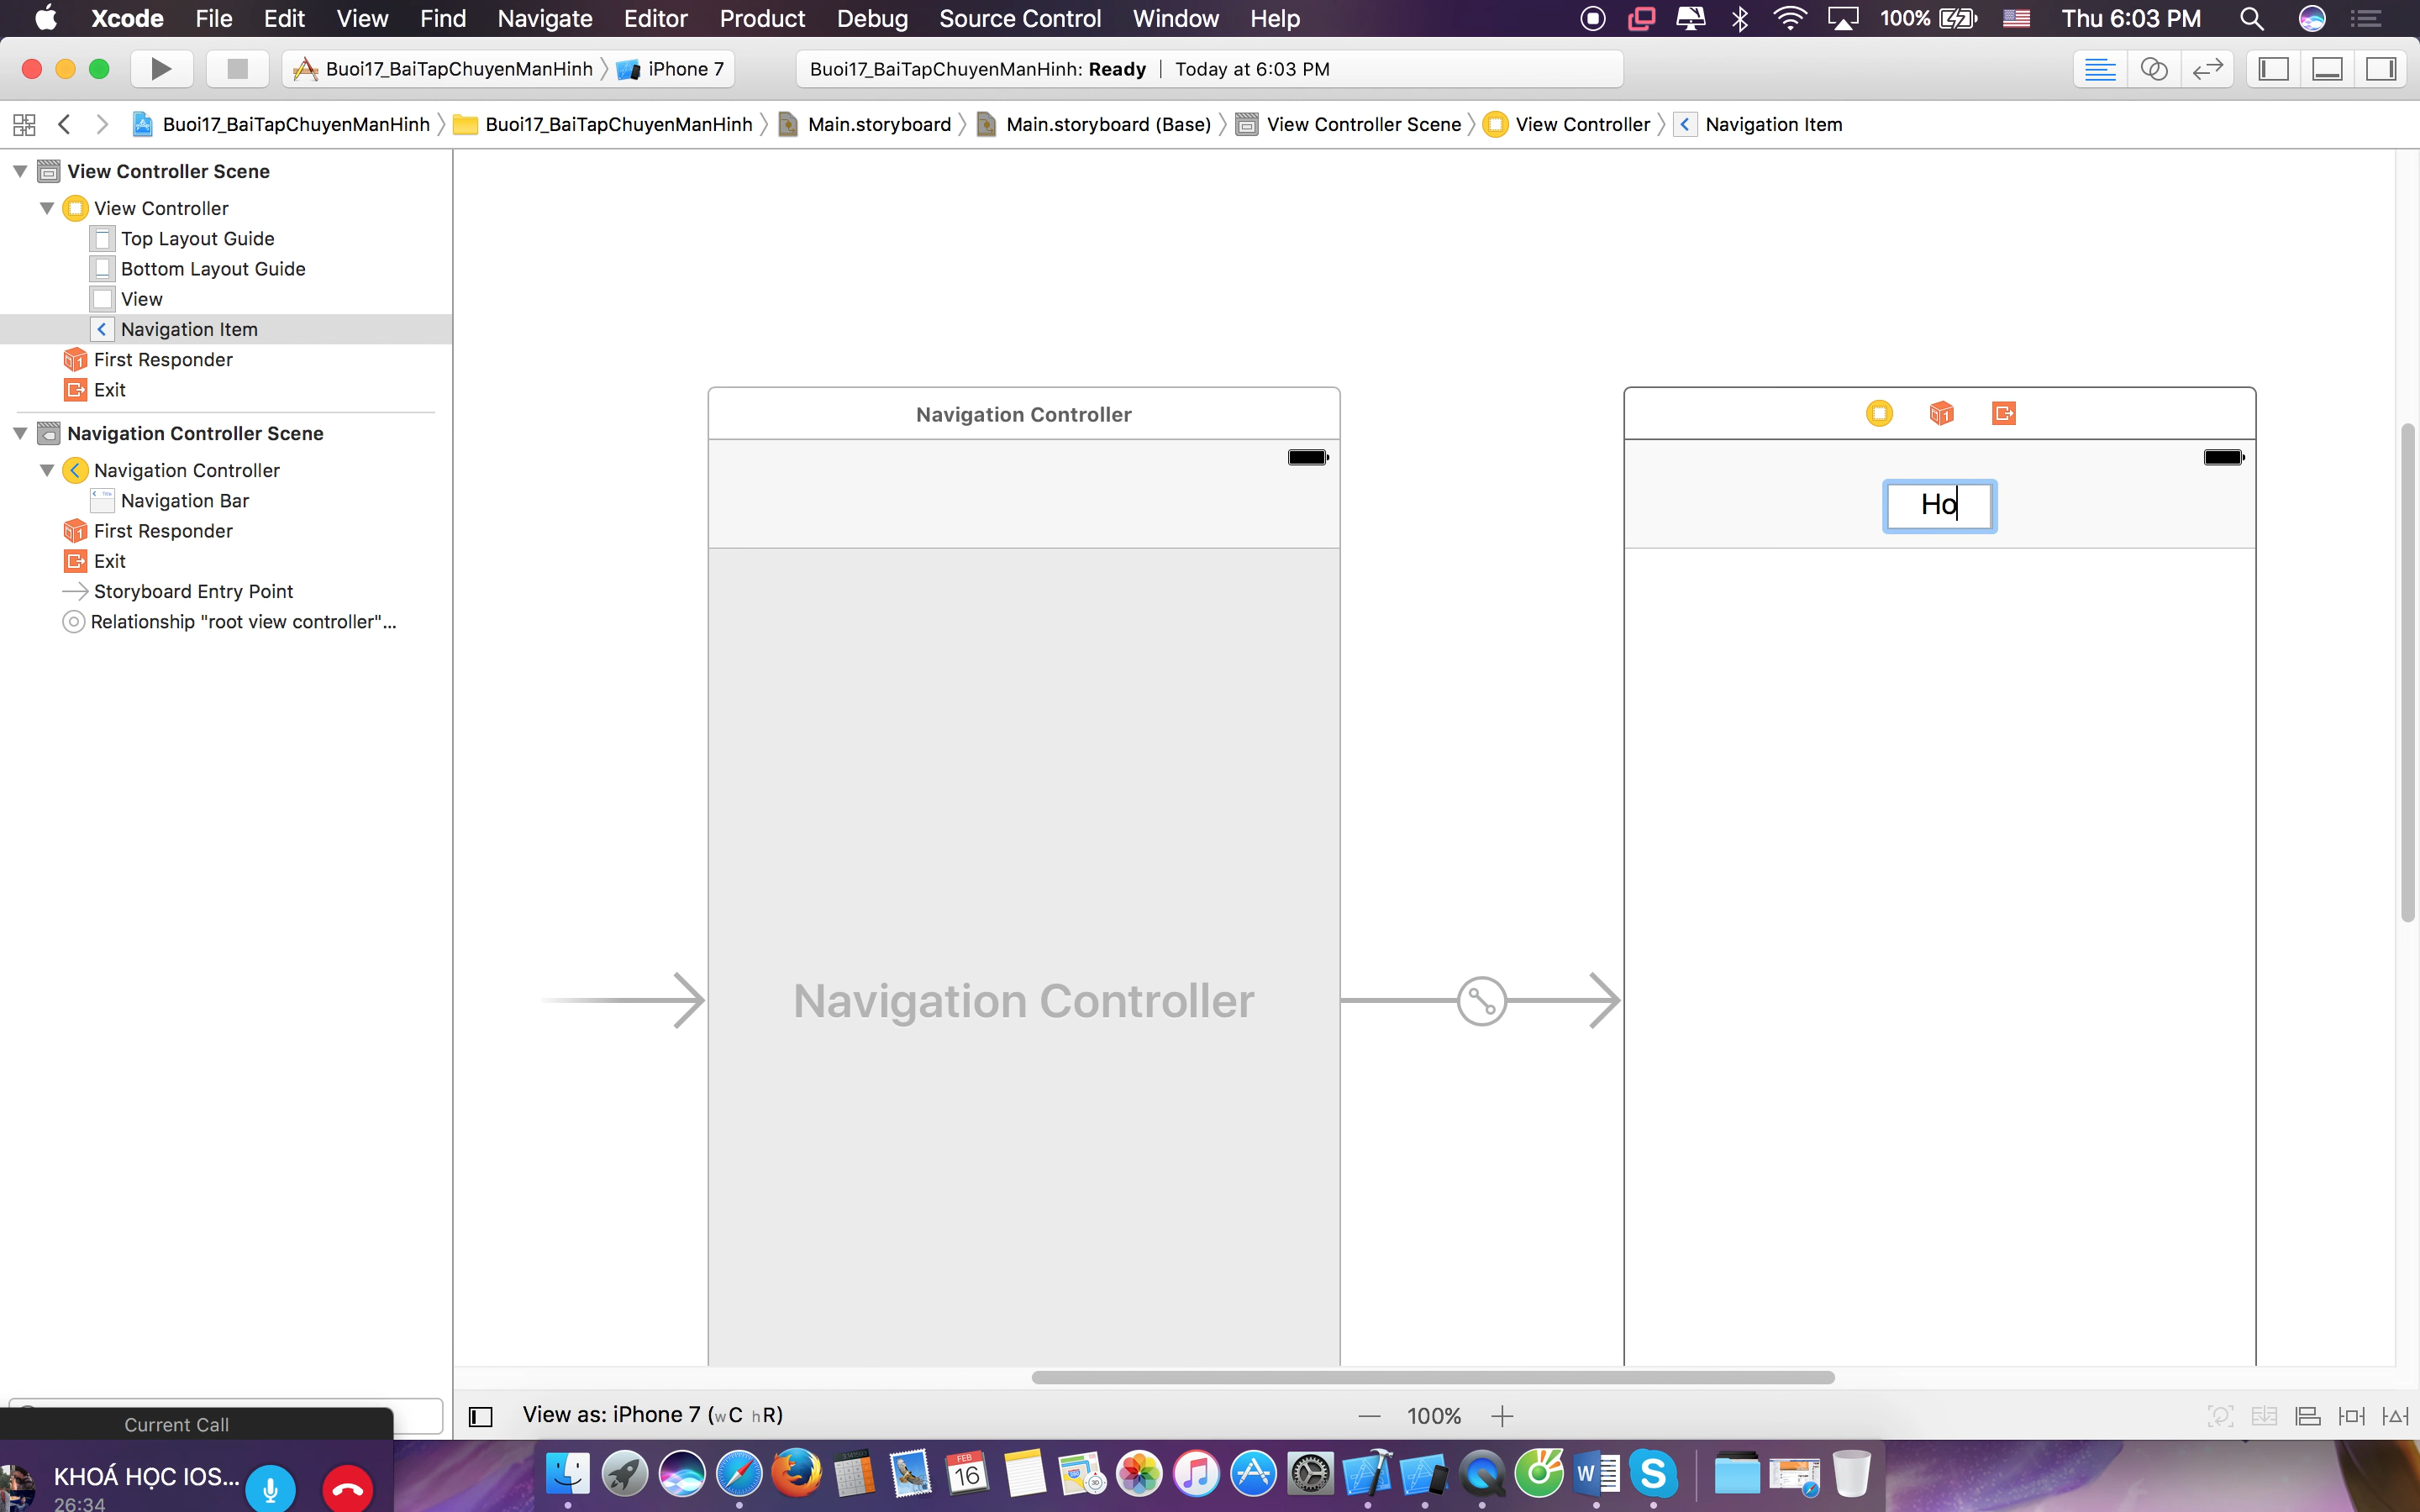 Xcode File Edit View Find Navigate Editor Product Debug Source Control Window Help 100% Thu 6:03 PM
Buoi17_BaiTapChuyenManHinh iPhone 7 Buoi17_BaiTapChuyenManHinh: Ready | Today at 6:03 PM
Buoi17_BaiTapChuyenManHinh Buoi17_BaiTapChuyenManHinh Main.storyboard Main.storyboard (Base) View Controller Scene View Controller Navigation Item
View Controller Scene
View Controller
Top Layout Guide
Bottom Layout Guide
View
Navigation Item
First Responder
Exit
Navigation Controller Scene
Navigation Controller
Navigation Bar
First Responder
Exit
Storyboard Entry Point
Relationship "root view controller"...
Navigation Controller
Ho
Navigation Controller
View as: iPhone 7 (wC hR) 100%
Current Call
KHOÁ HỌC IOS...
26:34
FEB
16